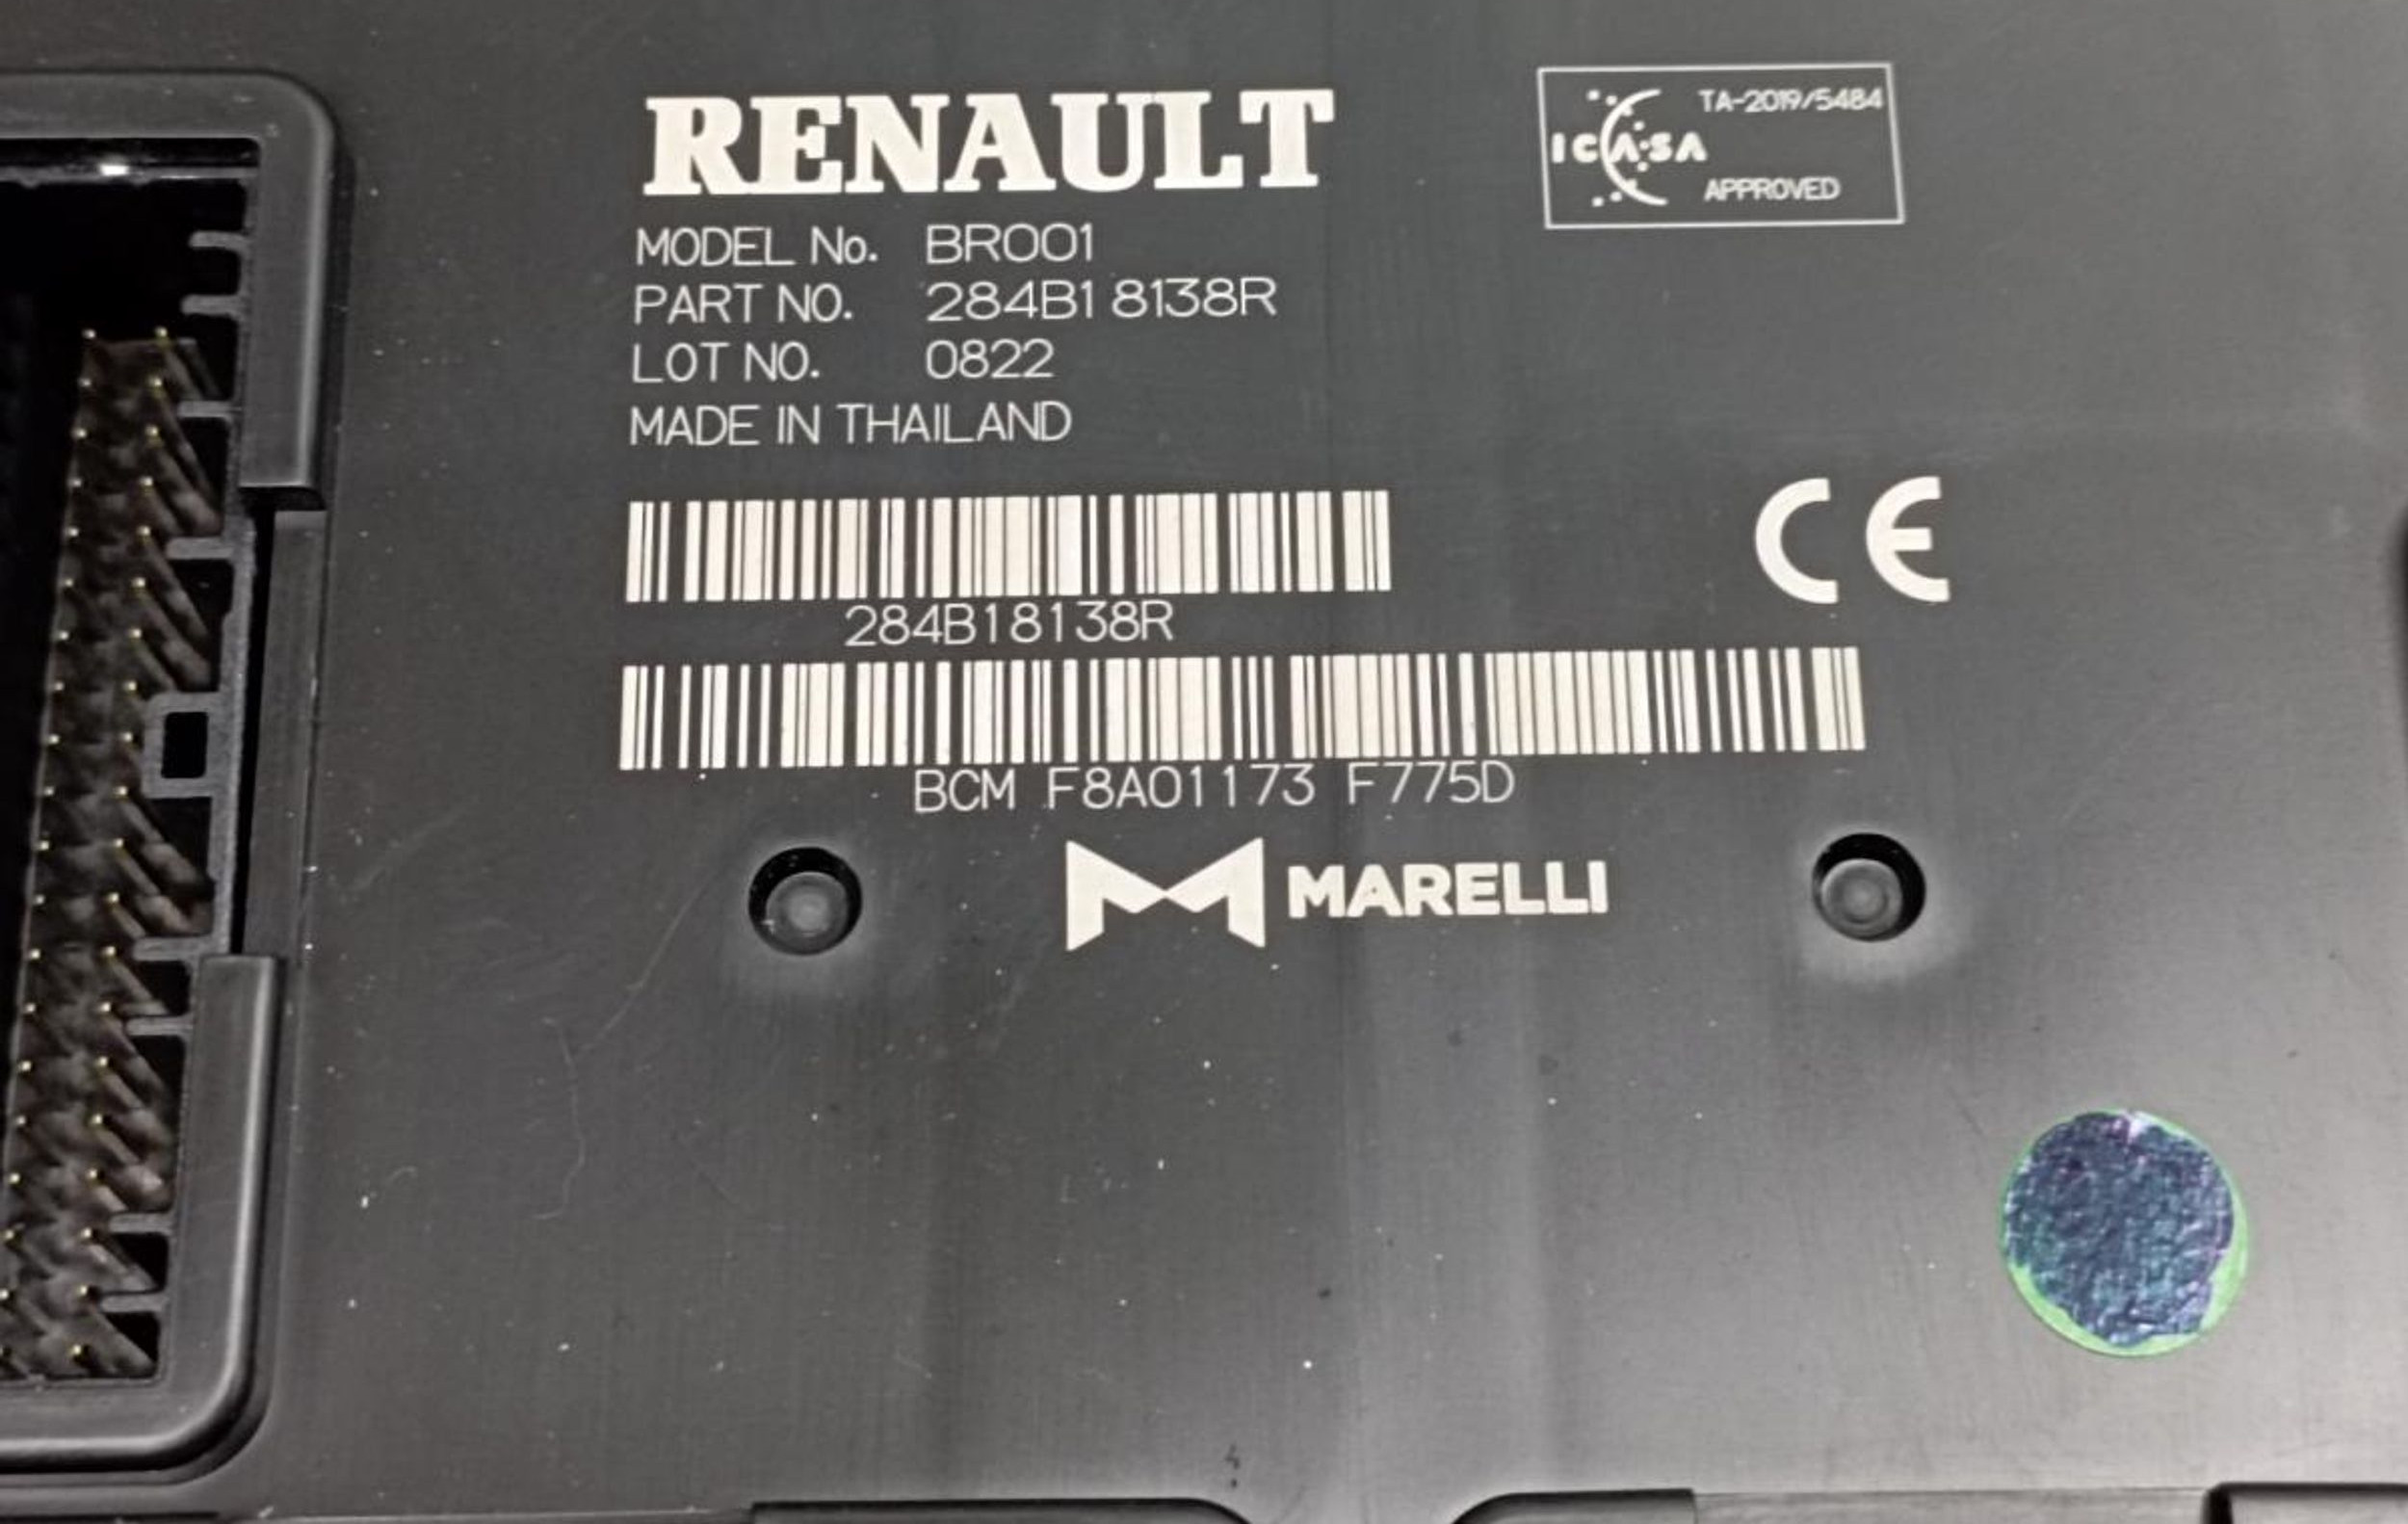 RENAULT
MODEL No. BR001
PART NO. 284B1 8138R
LOT NO. 0822
MADE IN THAILAND
TA-2019/5484
ICASA
APPROVED
CE
284B18138R
BCM F8A01173 F775D
MARELLI